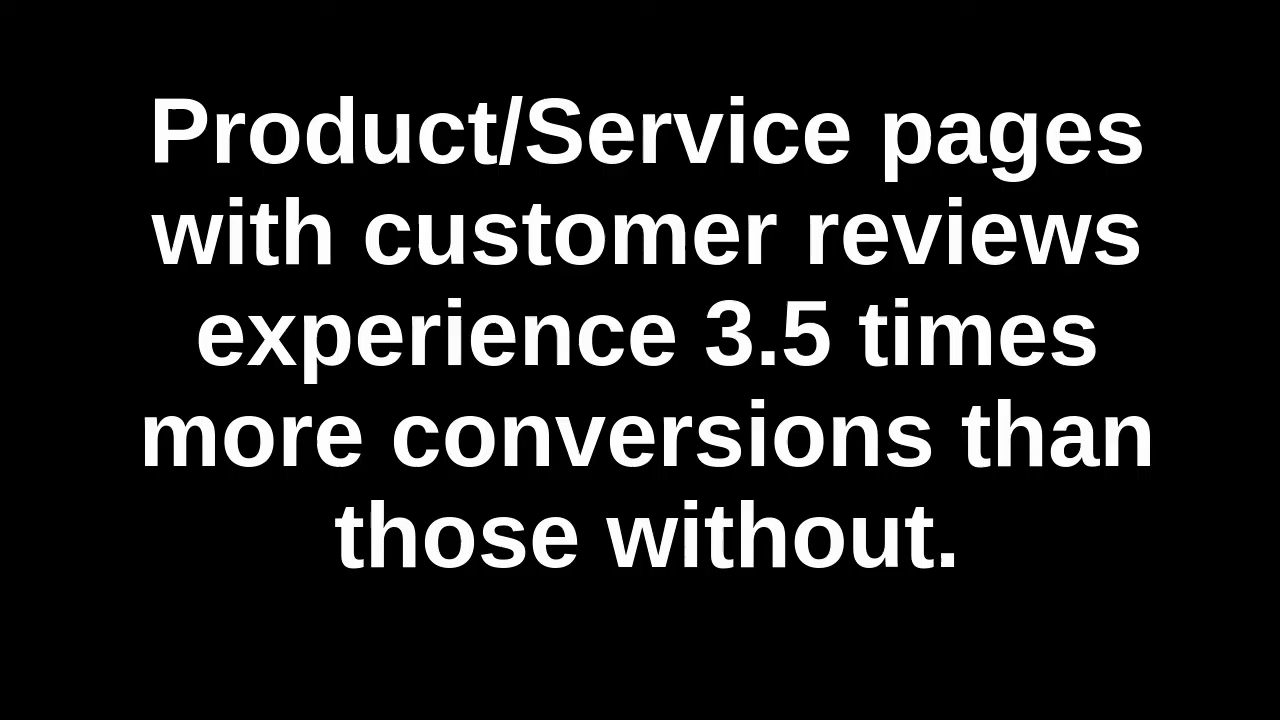 Product/Service pages
with customer reviews
experience 3.5 times
more conversions than
those without.